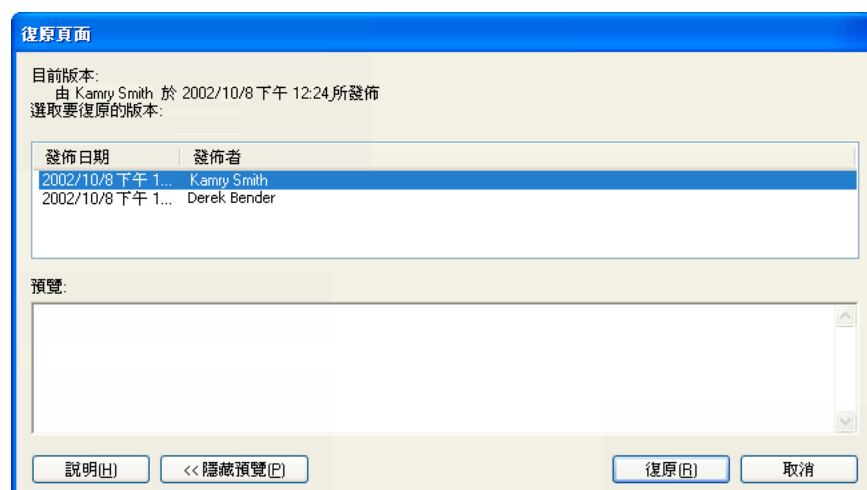 復原頁面
目前版本:
由 Kamry Smith 於 2002/10/8 下午 12:24 所發佈
選取要復原的版本:
發佈日期 發佈者
2002/10/8 下午 1... Kamry Smith
2002/10/8 下午 1... Derek Bender
預覽:
說明(H) << 隱藏預覽(P) 復原(R) 取消